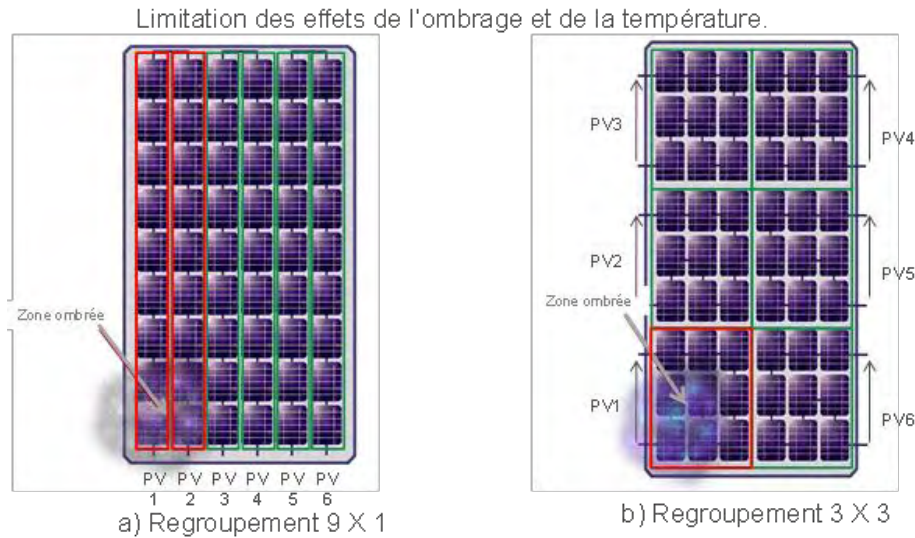 Limitation des effets de l'ombrage et de la température.
Zone ombrée
PV PV PV PV PV PV
1 2 3 4 5 6
a) Regroupement 9 X 1
PV3
PV4
PV2
PV5
Zone ombrée
PV1
PV6
b) Regroupement 3 X 3